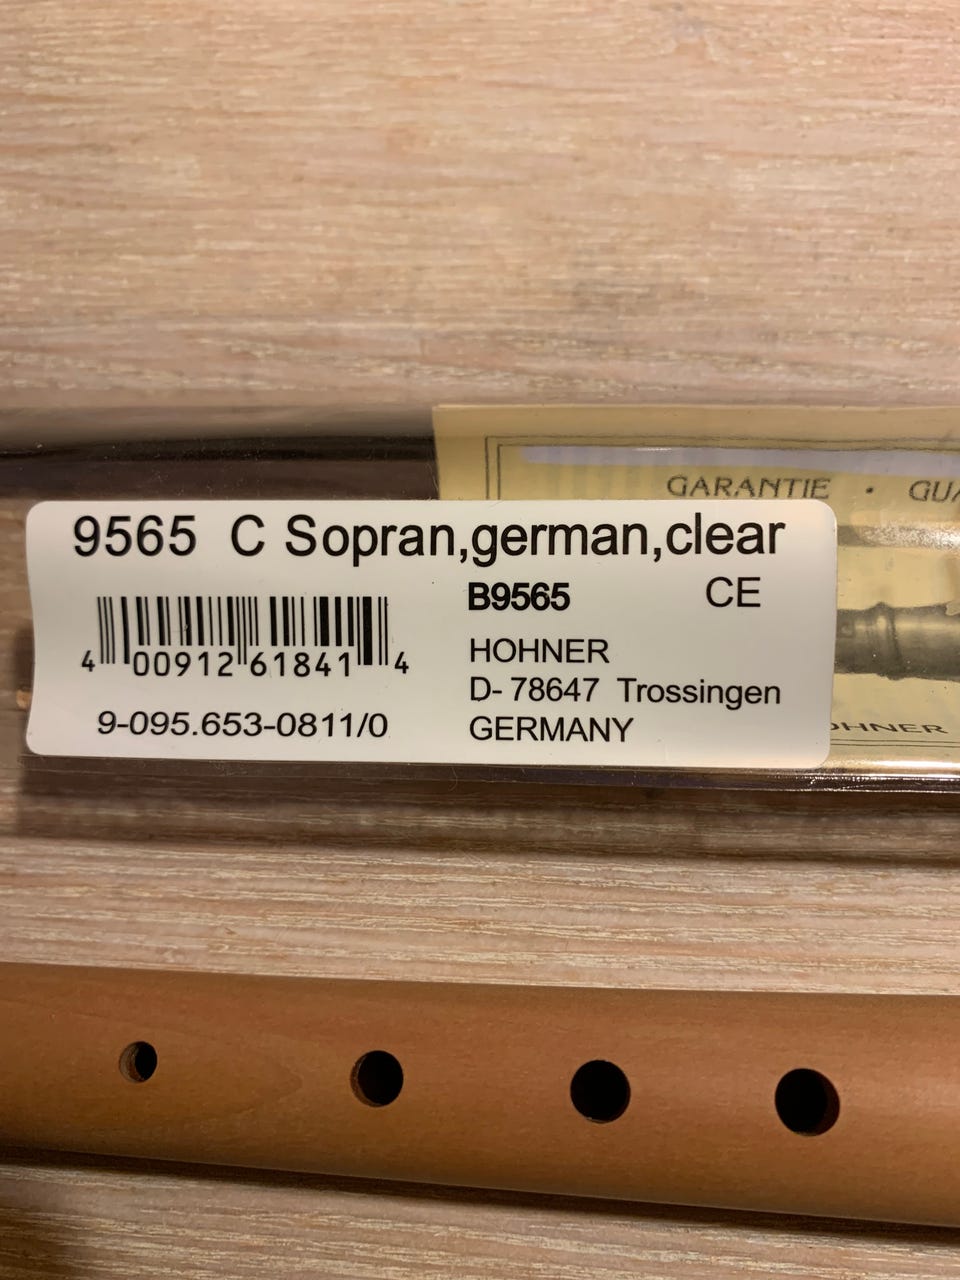 GARANTIE ·
9565 C Sopran,german,clear
B9565 CE
4 00912 61841 4
HOHNER
D- 78647 Trossingen
9-095.653-0811/0
GERMANY